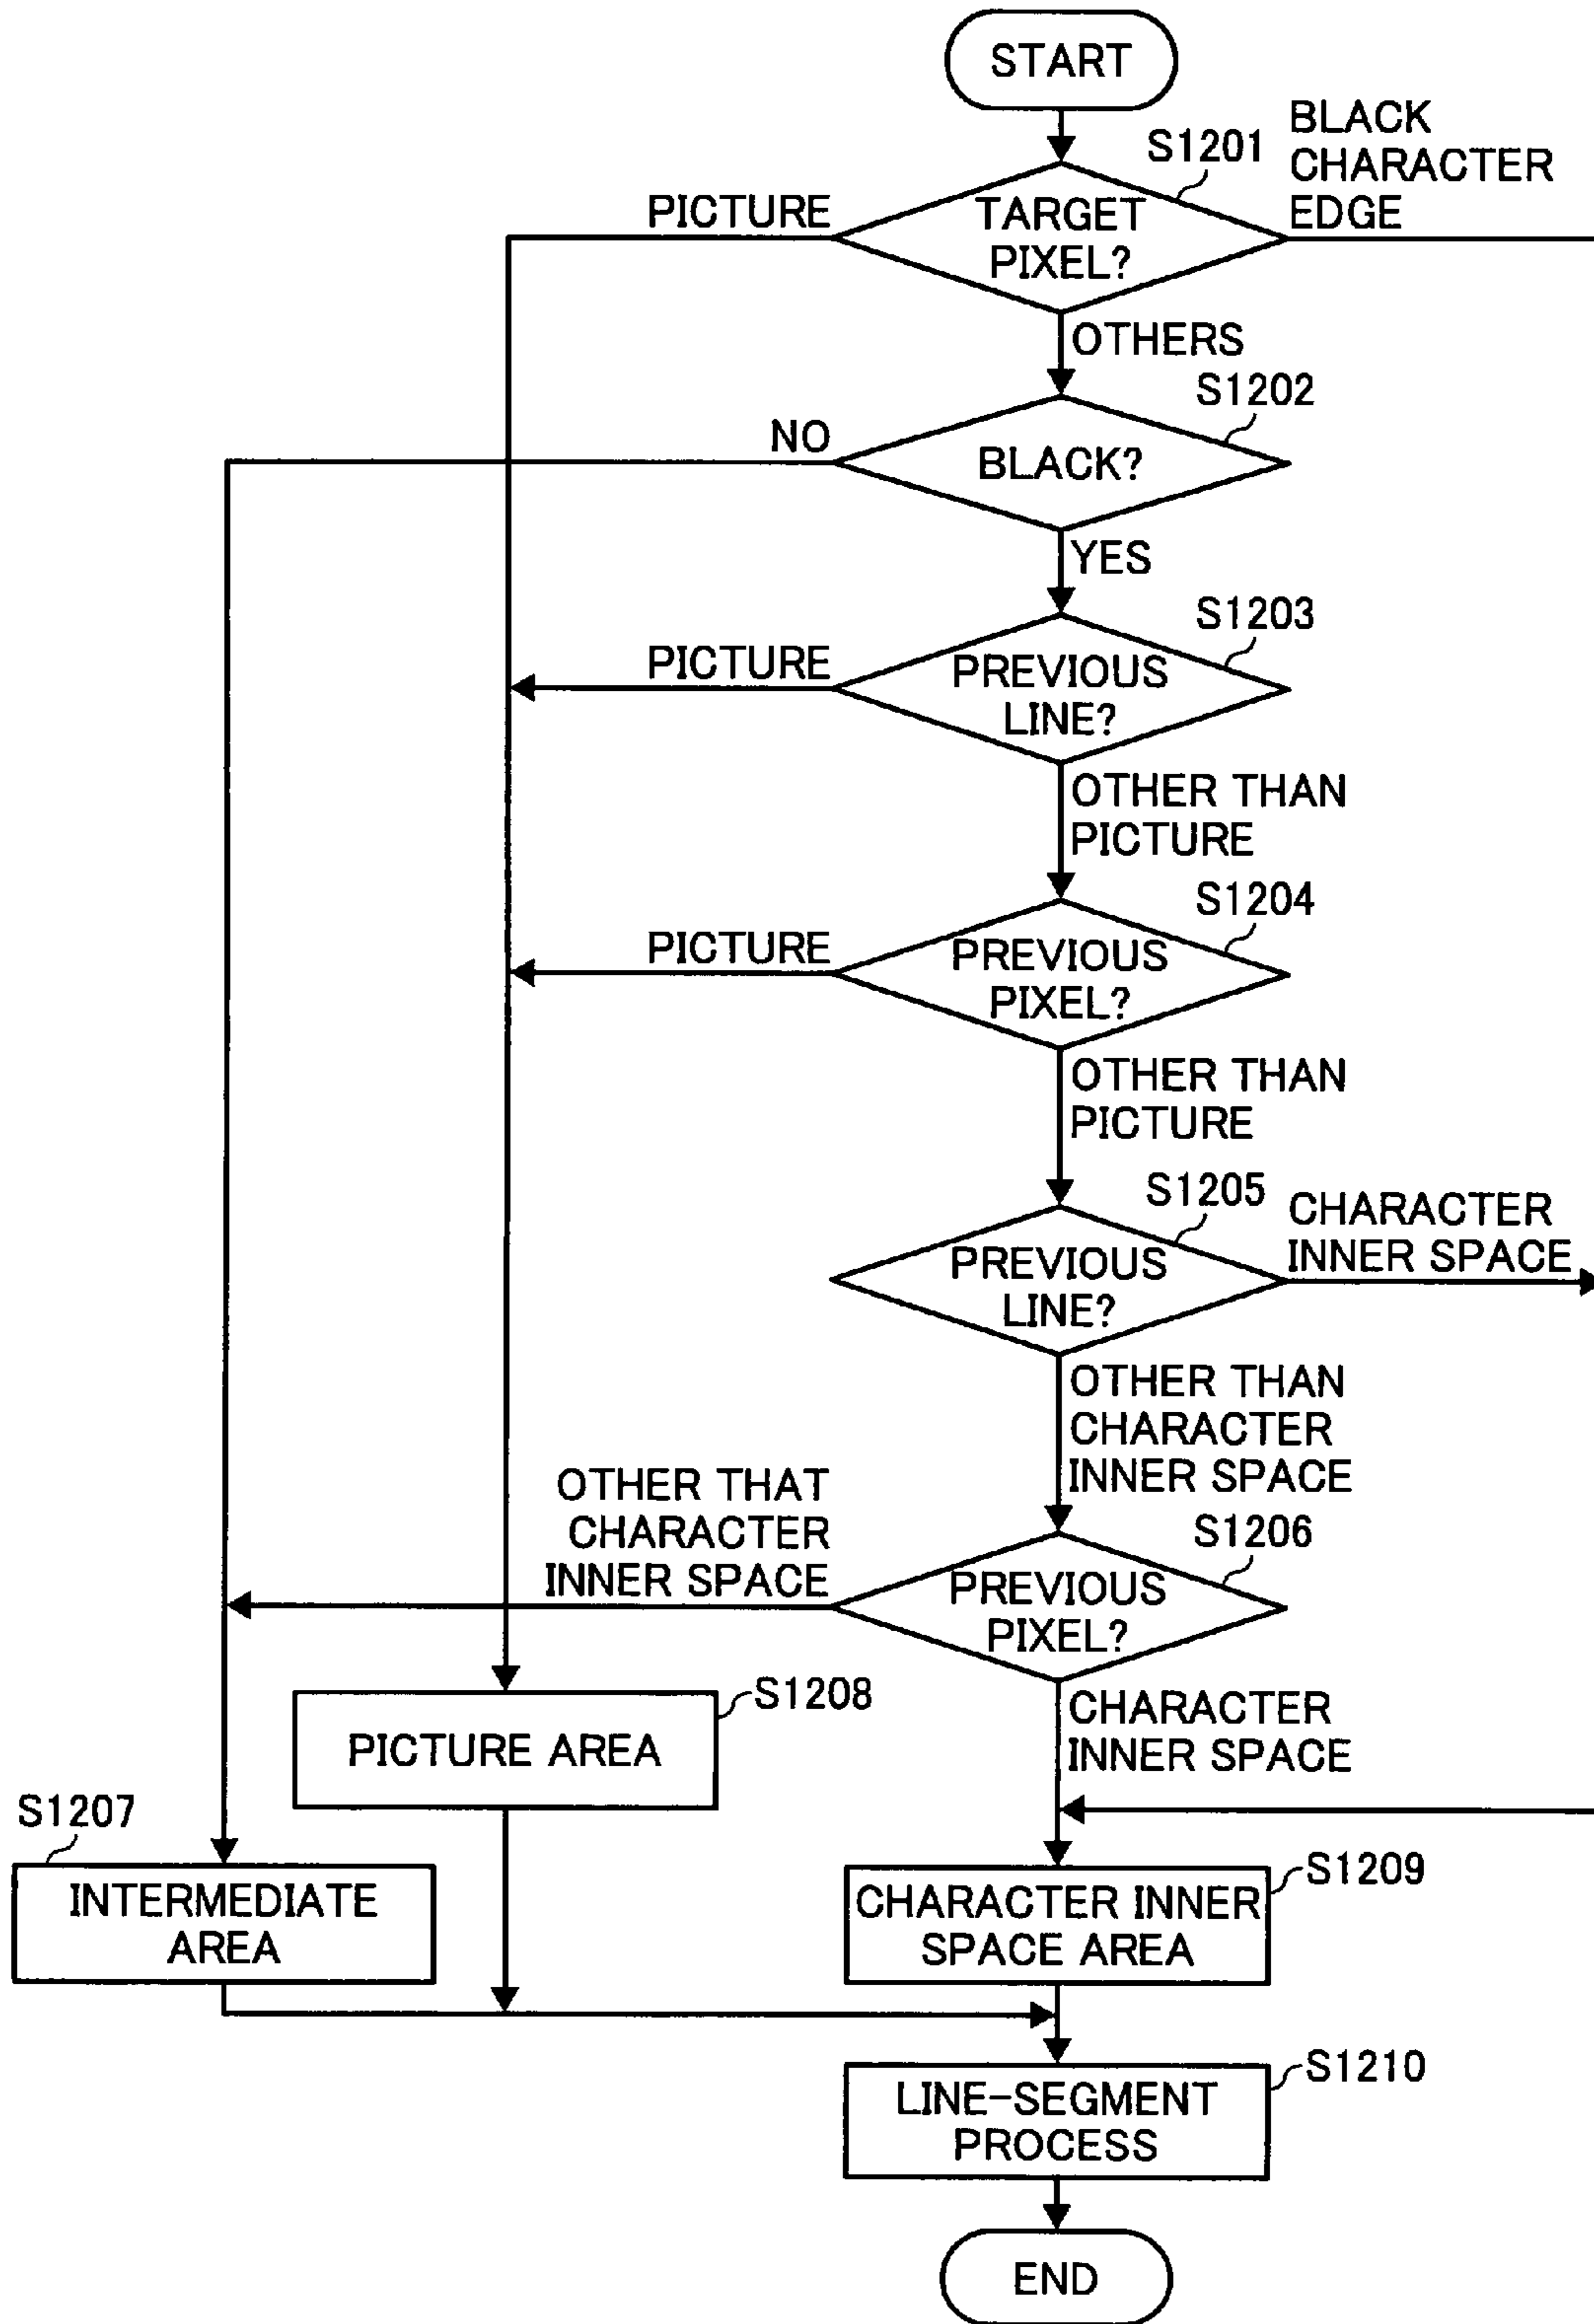 START
S1201
BLACK
CHARACTER
EDGE
PICTURE
TARGET
PIXEL?
OTHERS
S1202
NO
BLACK?
YES
S1203
PICTURE
PREVIOUS
LINE?
OTHER THAN
PICTURE
S1204
PICTURE
PREVIOUS
PIXEL?
OTHER THAN
PICTURE
S1205
CHARACTER
INNER SPACE
PREVIOUS
LINE?
OTHER THAN
CHARACTER
INNER SPACE
OTHER THAT
CHARACTER
INNER SPACE
S1206
PREVIOUS
PIXEL?
S1208
PICTURE AREA
CHARACTER
INNER SPACE
S1207
INTERMEDIATE
AREA
S1209
CHARACTER INNER
SPACE AREA
S1210
LINE-SEGMENT
PROCESS
END